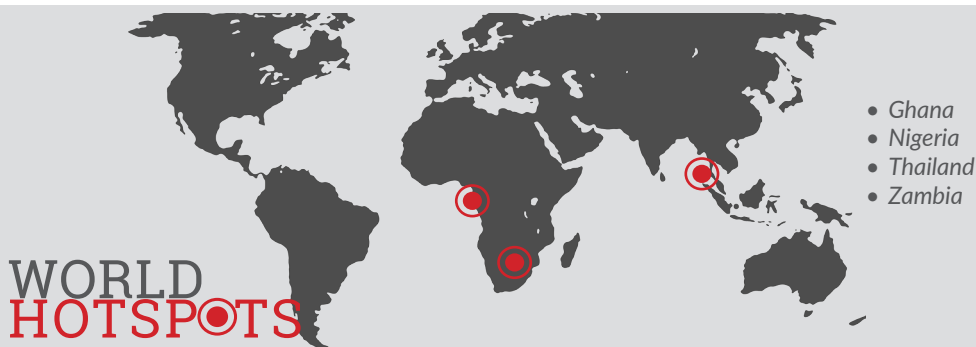 WORLD
HOTSPOTS
• Ghana
• Nigeria
• Thailand
• Zambia